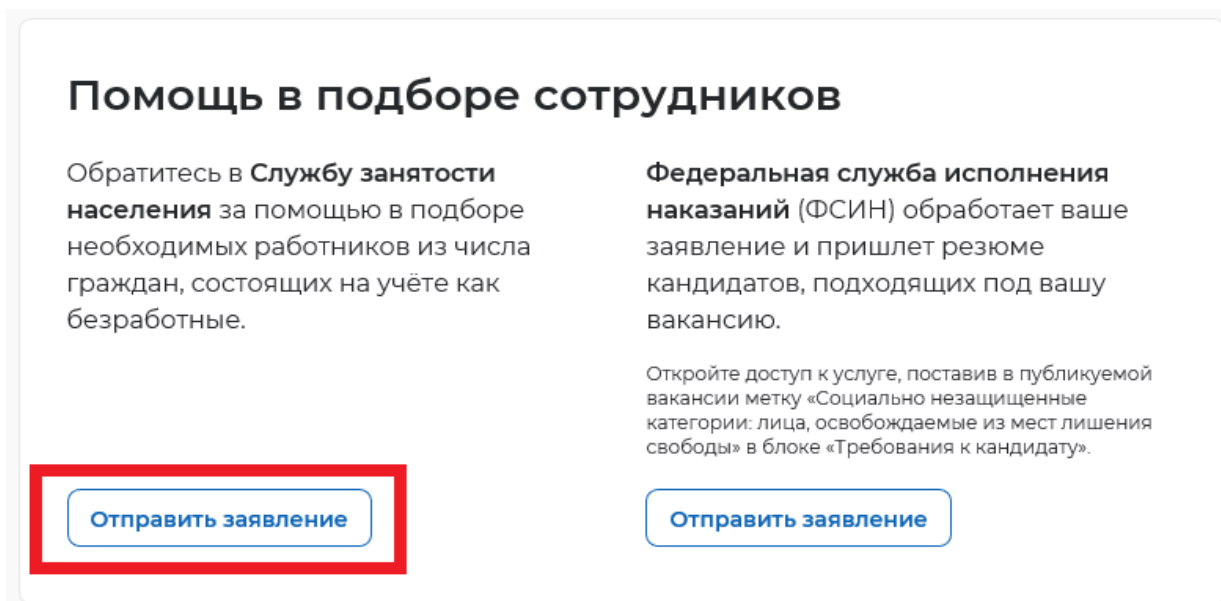 Помощь в подборе сотрудников
Обратитесь в Службу занятости
населения за помощью в подборе
необходимых работников из числа
граждан, состоящих на учёте как
безработные.
Отправить заявление
Федеральная служба исполнения
наказаний (ФСИН) обработает ваше
заявление и пришлет резюме
кандидатов, подходящих под вашу
вакансию.
Откройте доступ к услуге, поставив в публикуемой
вакансии метку «Социально незащищенные
категории: лица, освобождаемые из мест лишения
свободы» в блоке «Требования к кандидату».
Отправить заявление